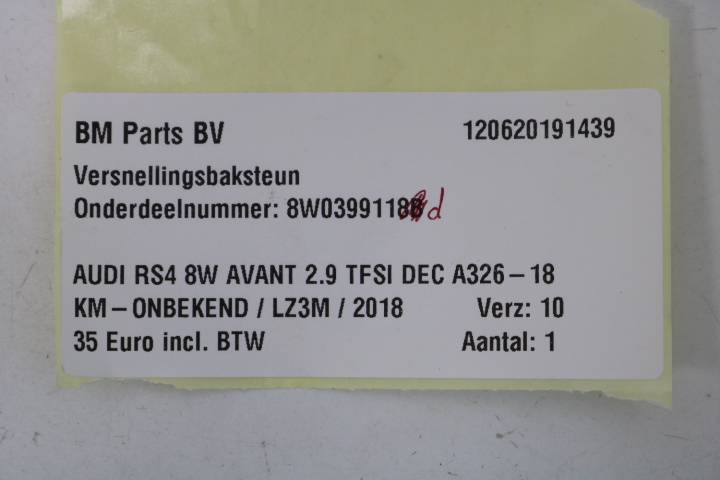 BM Parts BV 120620191439
Versnellingsbaksteun
Onderdeelnummer: 8W0399118 d
AUDI RS4 8W AVANT 2.9 TFSI DEC A326-18
KM-ONBEKEND / LZ3M / 2018 Verz: 10
35 Euro incl. BTW Aantal: 1